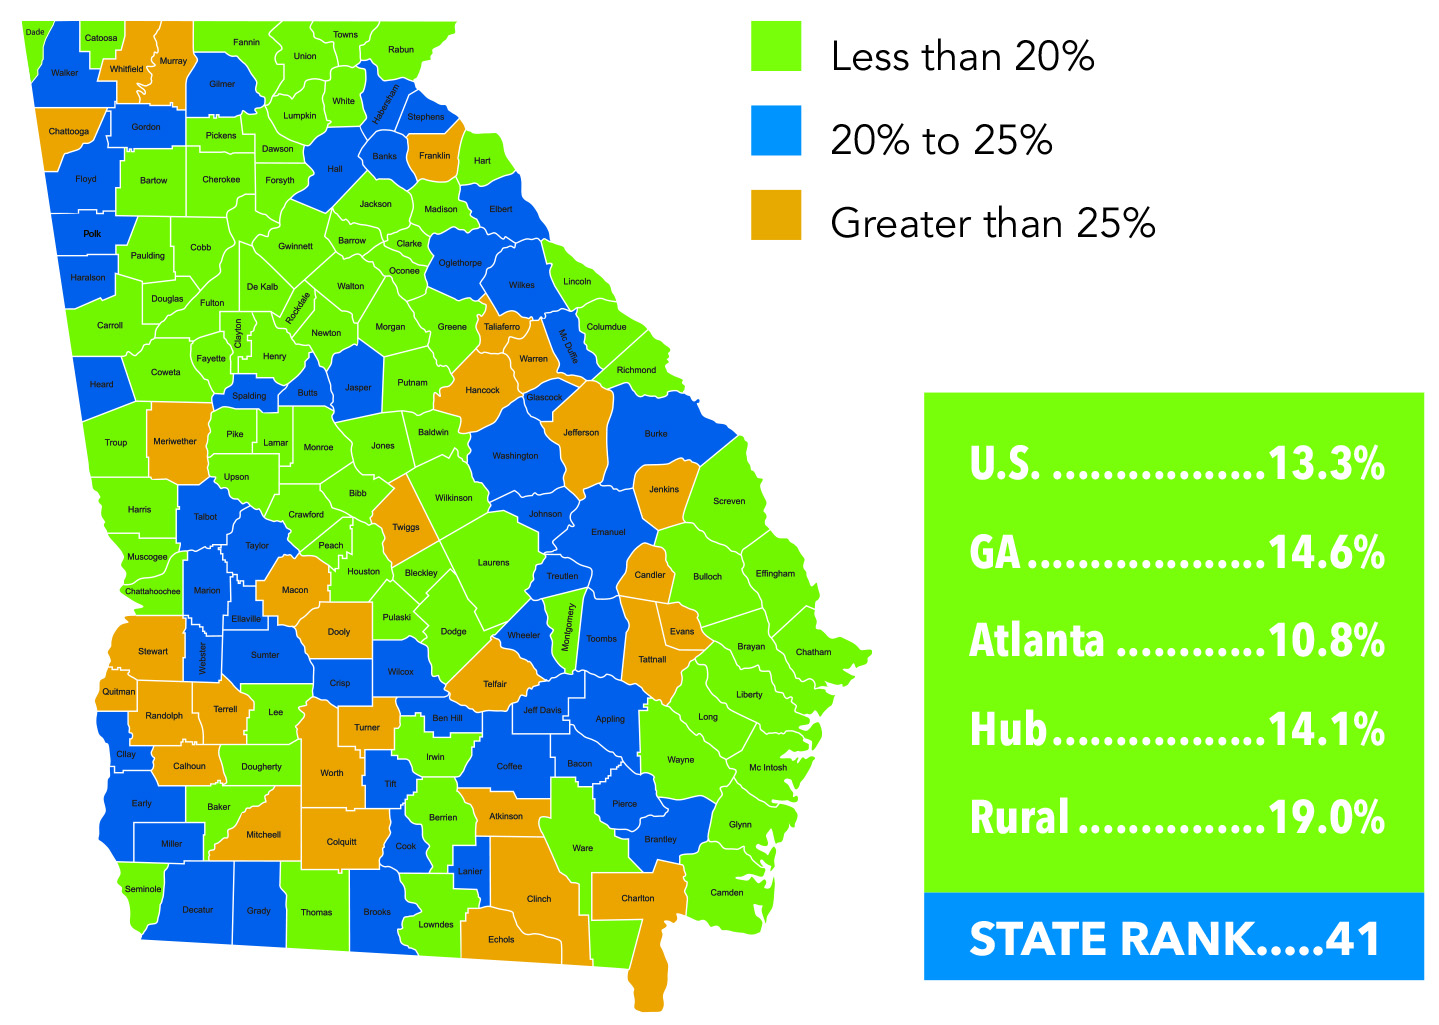 Less than 20%
20% to 25%
Greater than 25%
U.S. .................13.3%
GA ...................14.6%
Atlanta ............10.8%
Hub.................14.1%
Rural ...............19.0%
STATE RANK.....41
Dade
Catoosa
Fannin
Towns
Union
Rabun
Walker
Whitfield
Murray
Gilmer
White
Habersham
Stephens
Lumpkin
Chattooga
Gordon
Pickens
Dawson
Hall
Banks
Franklin
Hart
Floyd
Bartow
Cherokee
Forsyth
Jackson
Madison
Elbert
Polk
Paulding
Cobb
Gwinnett
Barrow
Clarke
Oconee
Oglethorpe
Wilkes
Lincoln
Haralson
Douglas
Fulton
De Kalb
Rockdale
Walton
Carroll
Clayton
Newton
Morgan
Greene
Taliaferro
Mc Duffie
Columdue
Coweta
Fayette
Henry
Warren
Richmond
Heard
Spalding
Butts
Jasper
Putnam
Hancock
Glascock
Troup
Meriwether
Pike
Lamar
Monroe
Jones
Baldwin
Washington
Jefferson
Burke
Upson
Bibb
Wilkinson
Jenkins
Screven
Harris
Talbot
Crawford
Twiggs
Johnson
Emanuel
Muscogee
Taylor
Peach
Houston
Bleckley
Laurens
Treutlen
Candler
Bulloch
Effingham
Chattahoochee
Marion
Macon
Ellaville
Dooly
Pulaski
Dodge
Wheeler
Montgomery
Toombs
Evans
Tattnall
Brayan
Chatham
Stewart
Webster
Sumter
Crisp
Wilcox
Telfair
Quitman
Randolph
Terrell
Lee
Turner
Ben Hill
Jeff Davis
Appling
Long
Liberty
Cllay
Calhoun
Dougherty
Worth
Tift
Irwin
Coffee
Bacon
Wayne
Mc Intosh
Early
Baker
Mitcheell
Colquitt
Berrien
Atkinson
Pierce
Glynn
Miller
Cook
Lanier
Ware
Brantley
Seminole
Decatur
Grady
Thomas
Brooks
Lowndes
Clinch
Echols
Charlton
Camden